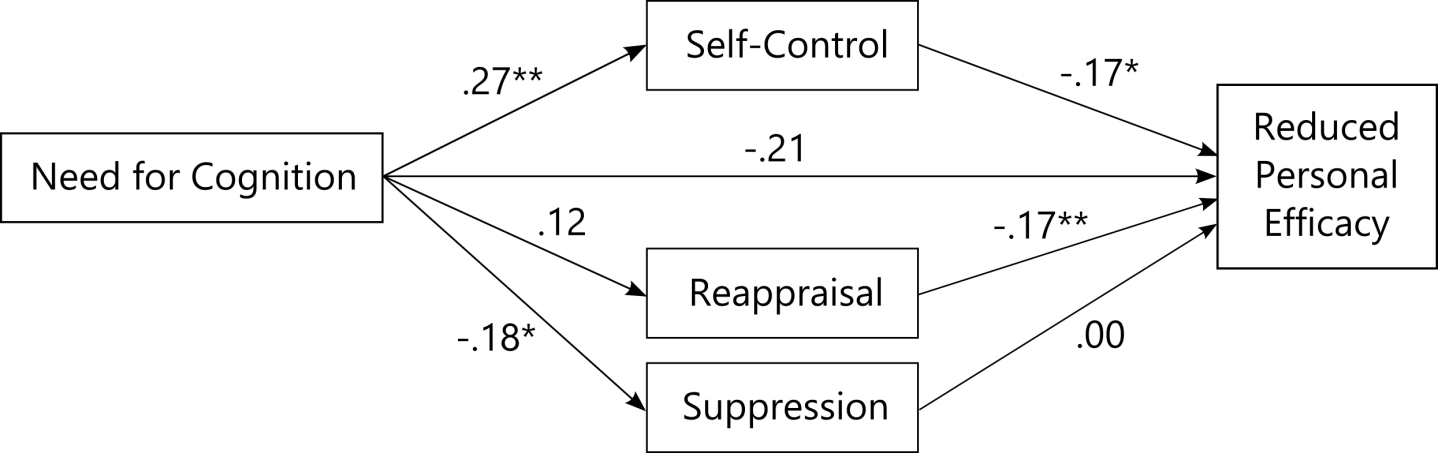 Self-Control
.27**
-.17*
Need for Cognition
-.21
Reduced
Personal
Efficacy
.12
-.17**
Reappraisal
-.18*
.00
Suppression